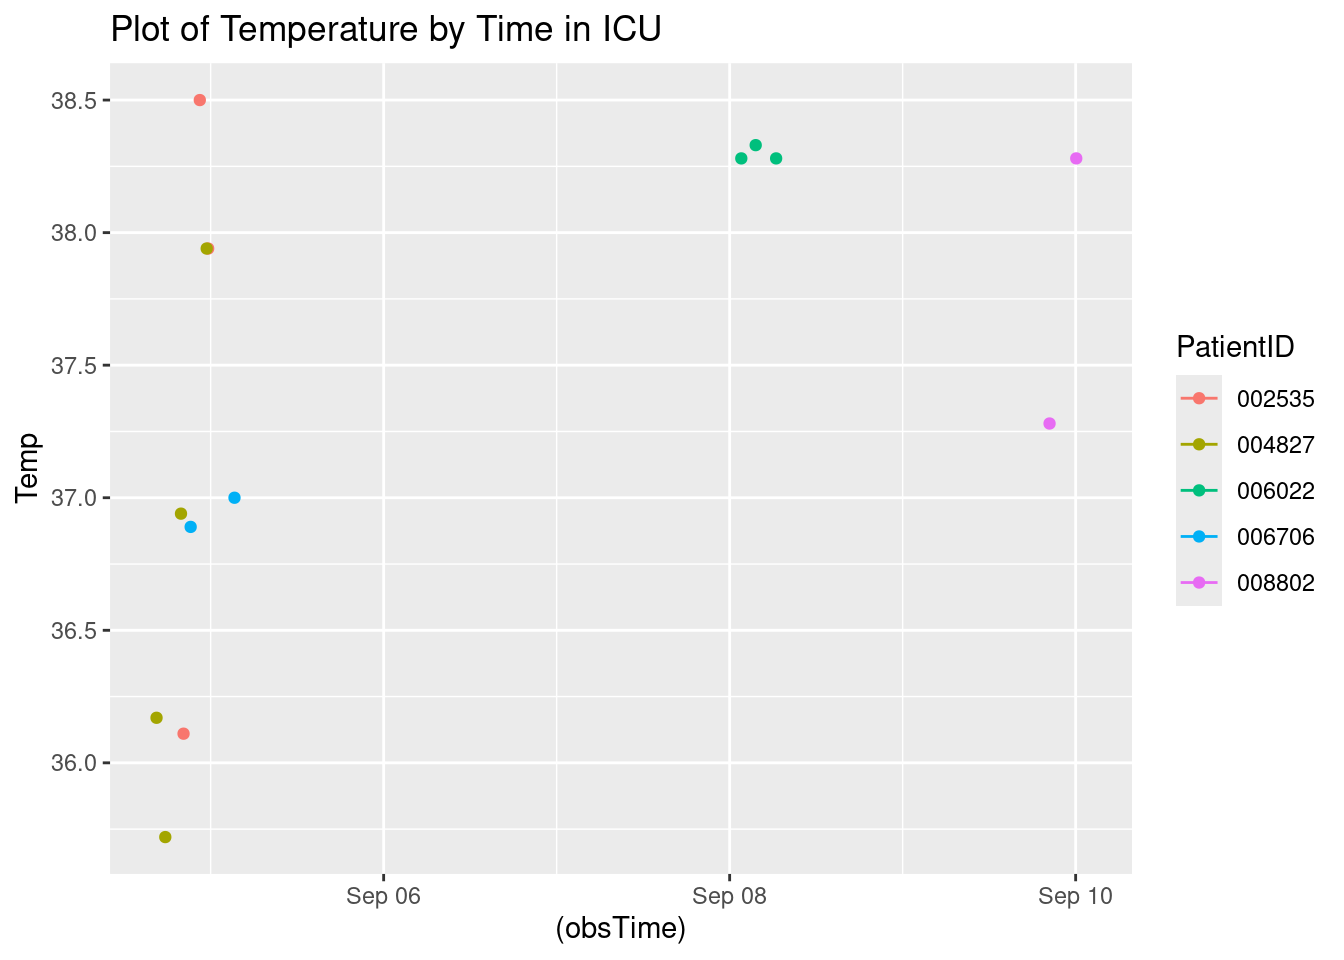 Plot of Temperature by Time in ICU
38.5
38.0
37.5
37.0
36.5
36.0
Temp
Sep 06
Sep 08
Sep 10
(obsTime)
PatientID
002535
004827
006022
006706
008802